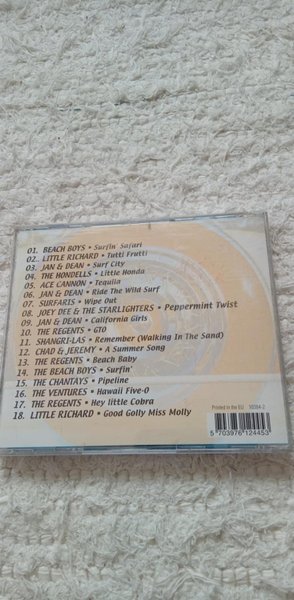 01. BEACH BOYS • Surfin' Safari
02. LITTLE RICHARD • Tutti Frutti
03. JAN & DEAN • Surf City
04. THE HONDELLS • Little Honda
05. ACE CANNON • Tequila
06. JAN & DEAN • Ride The Wild Surf
07. SURFARIS • Wipe Out
08. JOEY DEE & THE STARLIGHTERS • Peppermint Twist
09. JAN & DEAN • California Girls
10. THE REGENTS • GTO
11. SHANGRI-LAS • Remember (Walking In The Sand)
12. CHAD & JEREMY • A Summer Song
13. THE REGENTS • Beach Baby
14. THE BEACH BOYS • Surfin'
15. THE CHANTAYS • Pipeline
16. THE VENTURES • Hawaii Five-O
17. THE REGENTS • Hey little Cobra
18. LITTLE RICHARD • Good Golly Miss Molly
Printed in the EU
5 703976 124453